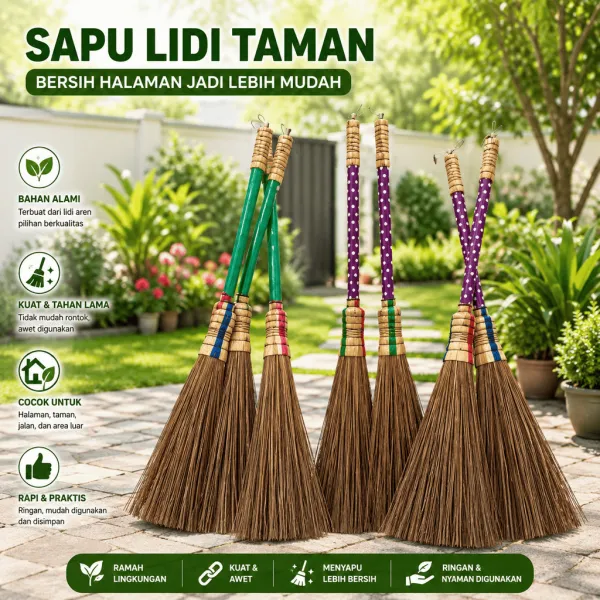 SAPU LIDI TAMAN
BERSIH HALAMAN JADI LEBIH MUDAH
BAHAN ALAMI
Terbuat dari lidi aren
pilihan berkualitas
KUAT & TAHAN LAMA
Tidak mudah rontok,
awet digunakan
COCOK UNTUK
Halaman, taman,
jalan, dan area luar
RAPI & PRAKTIS
Ringan, mudah digunakan
dan disimpan
RAMAH
LINGKUNGAN
KUAT &
AWET
MENYAPU
LEBIH BERSIH
RINGAN &
NYAMAN DIGUNAKAN